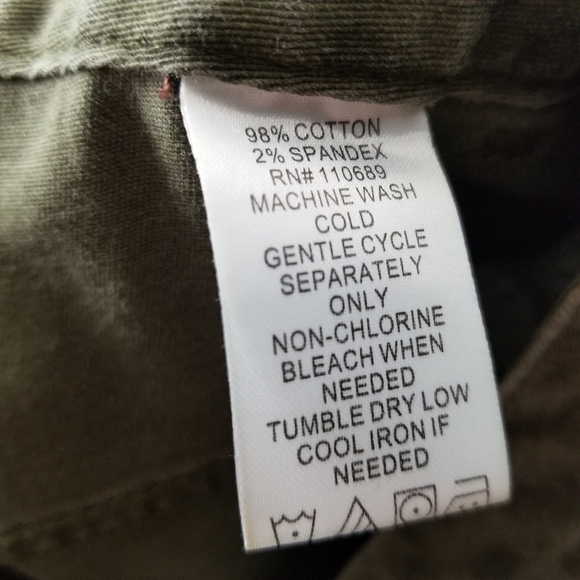 98% COTTON
2% SPANDEX
RN# 110689
MACHINE WASH
COLD
GENTLE CYCLE
SEPARATELY
ONLY
NON-CHLORINE
BLEACH WHEN
NEEDED
TUMBLE DRY LOW
COOL IRON IF
NEEDED